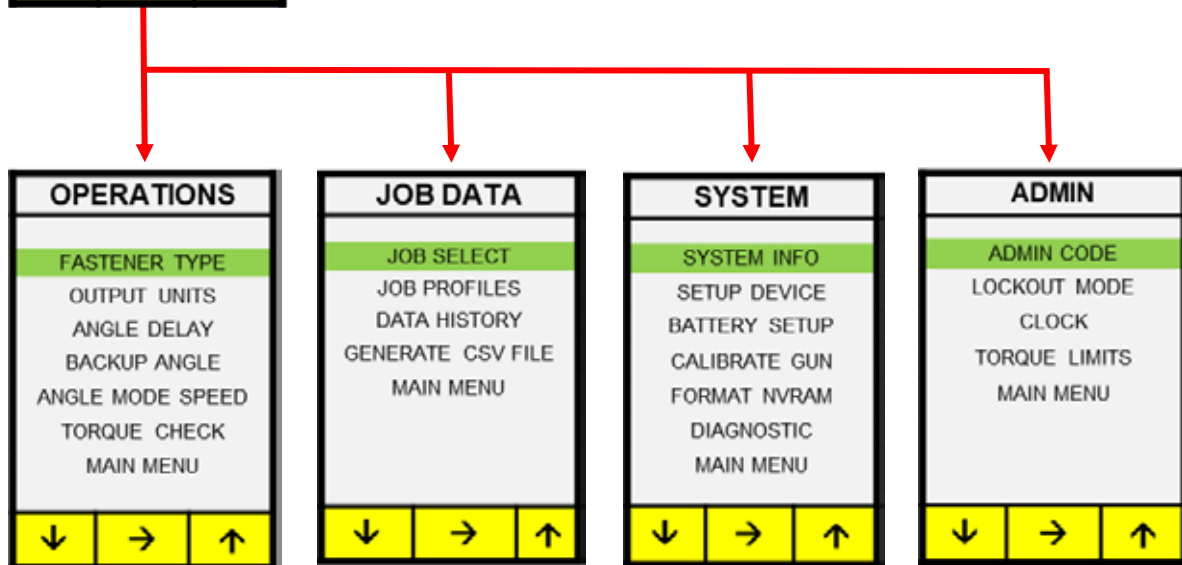 OPERATIONS
FASTENER TYPE
OUTPUT UNITS
ANGLE DELAY
BACKUP ANGLE
ANGLE MODE SPEED
TORQUE CHECK
MAIN MENU
↓ → ↑
JOB DATA
JOB SELECT
JOB PROFILES
DATA HISTORY
GENERATE CSV FILE
MAIN MENU
↓ → ↑
SYSTEM
SYSTEM INFO
SETUP DEVICE
BATTERY SETUP
CALIBRATE GUN
FORMAT NVRAM
DIAGNOSTIC
MAIN MENU
↓ → ↑
ADMIN
ADMIN CODE
LOCKOUT MODE
CLOCK
TORQUE LIMITS
MAIN MENU
↓ → ↑